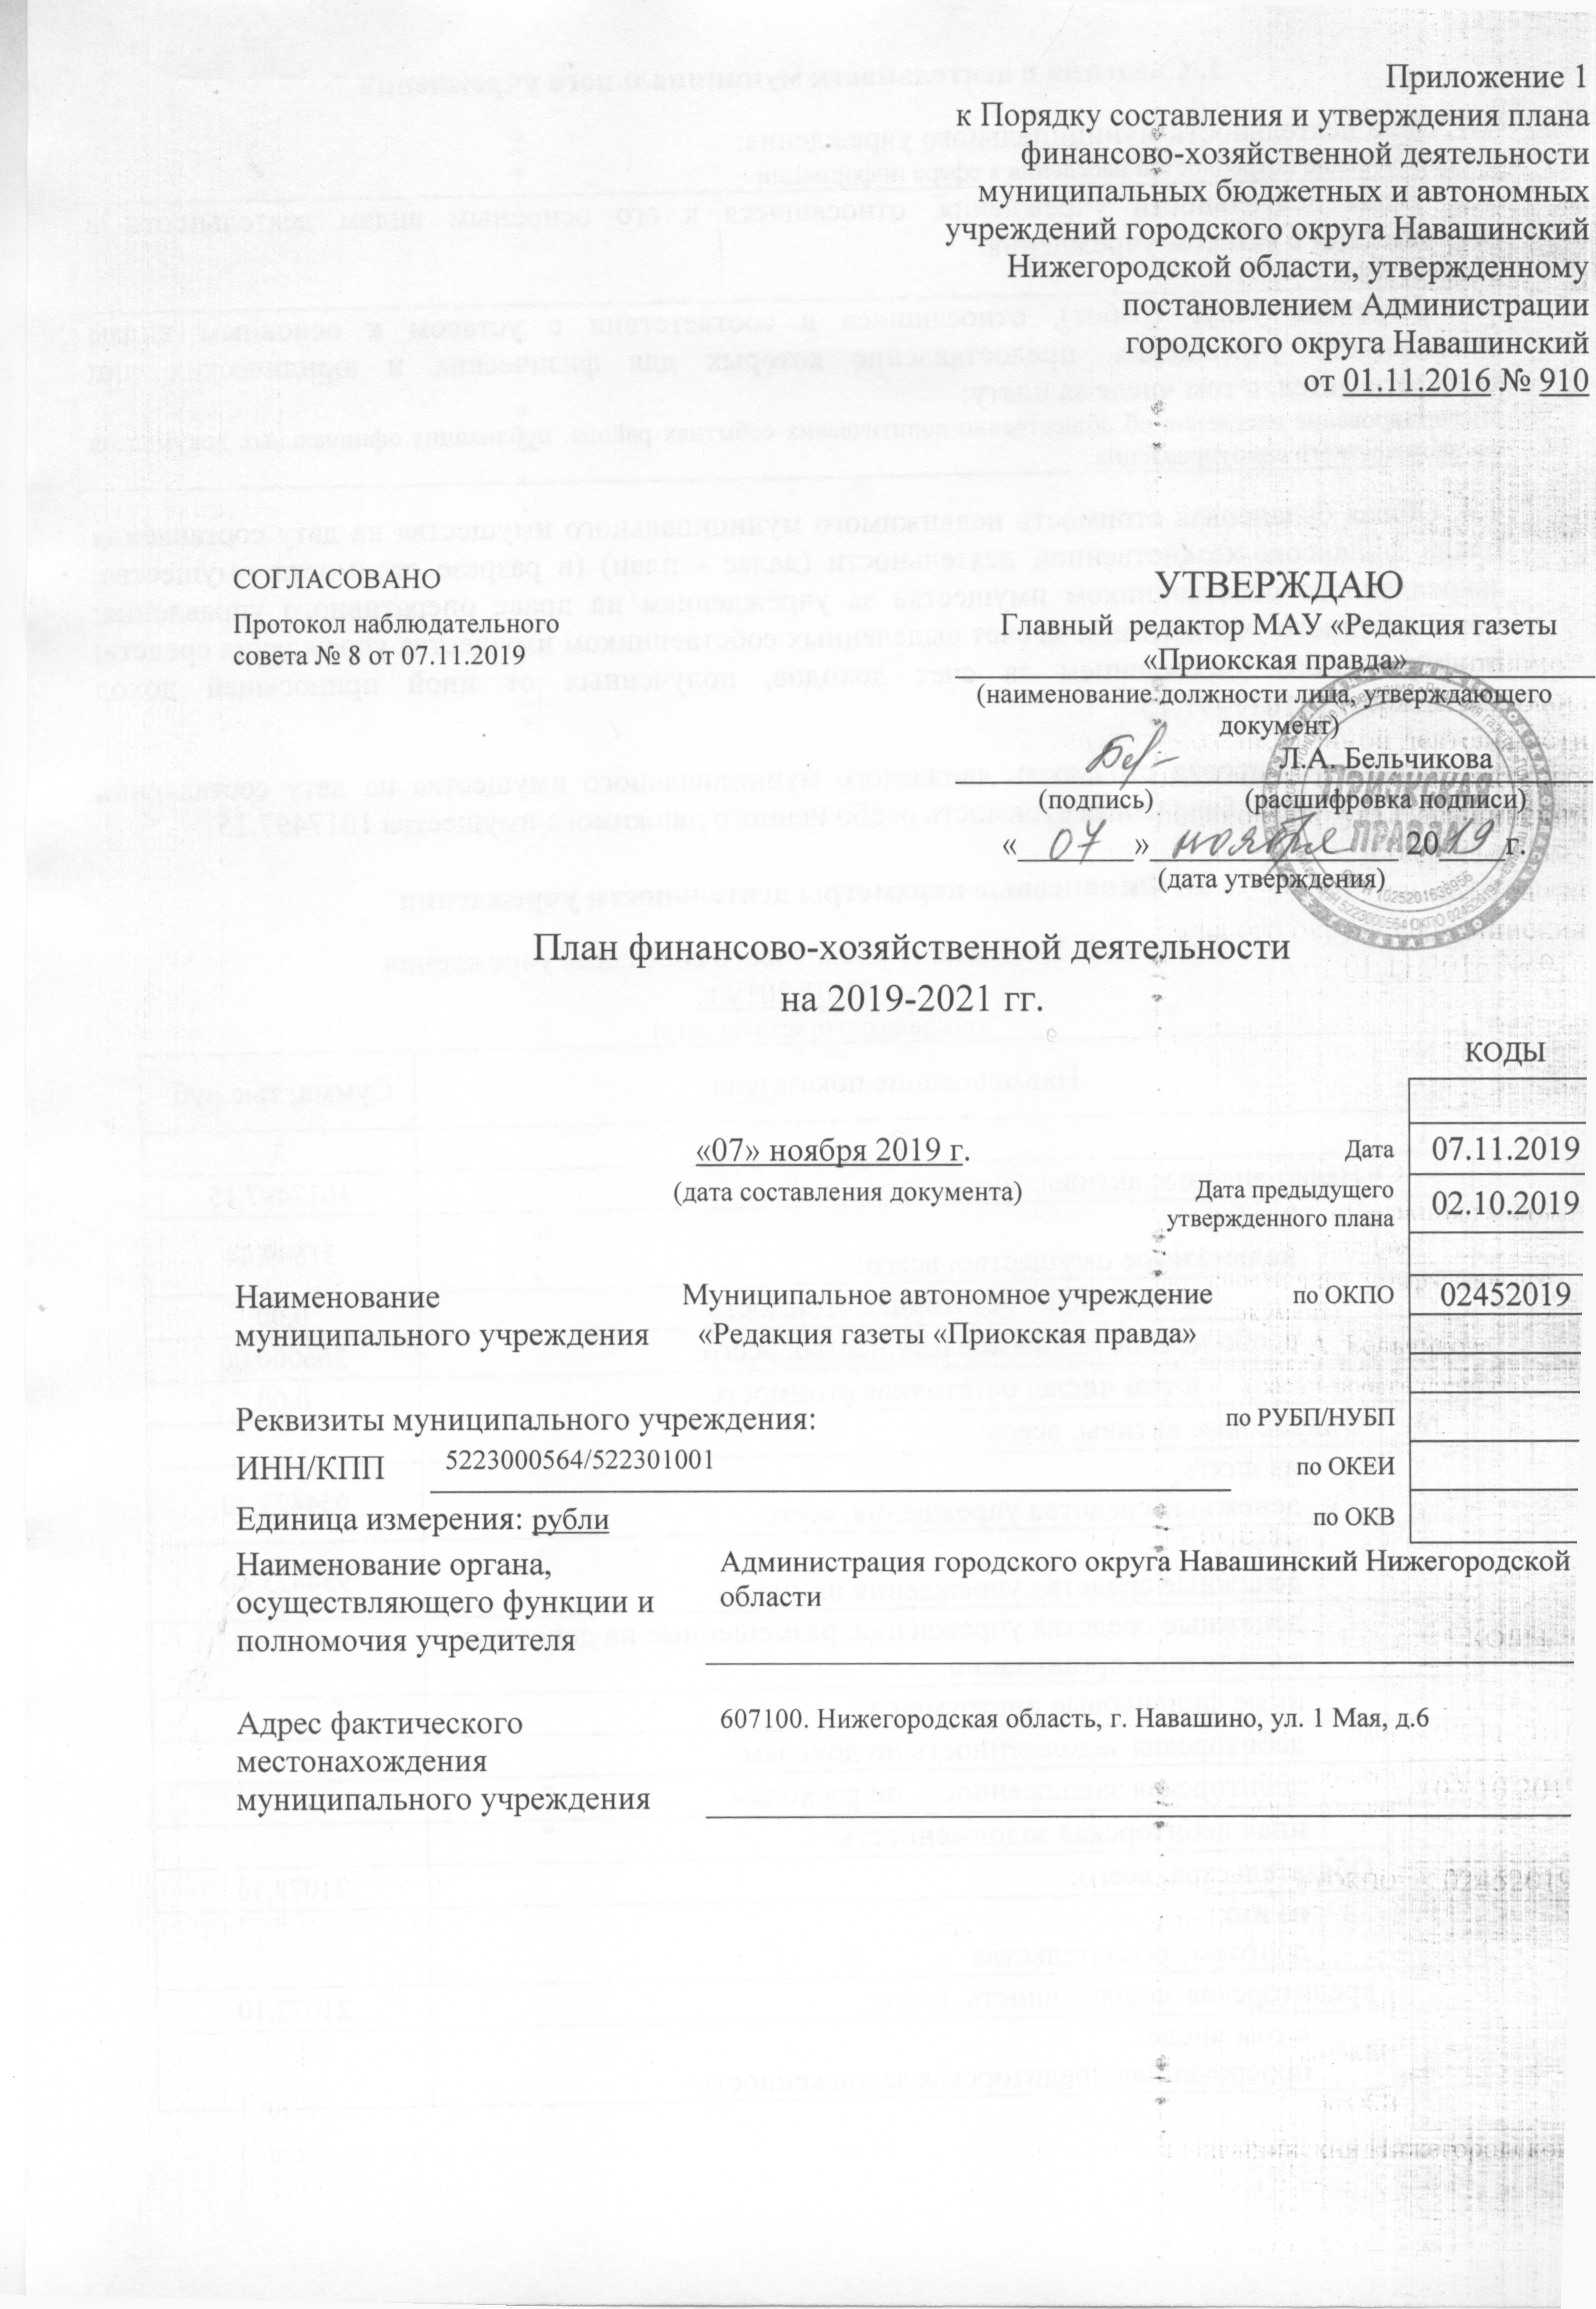 Приложение 1
к Порядку составления и утверждения плана
финансово-хозяйственной деятельности
муниципальных бюджетных и автономных
учреждений городского округа Навашинский
Нижегородской области, утвержденному
постановлением Администрации
городского округа Навашинский
от 01.11.2016 № 910
СОГЛАСОВАНО
Протокол наблюдательного
совета № 8 от 07.11.2019
УТВЕРЖДАЮ
Главный редактор МАУ «Редакция газеты
«Приокская правда»
(наименование должности лица, утверждающего
документ)
Л.А. Бельчикова
(подпись) (расшифровка подписи)
« 07 » ноября 2019 г.
(дата утверждения)
ПРИОКСКАЯ
ПРАВДА
План финансово-хозяйственной деятельности
на 2019-2021 гг.
КОДЫ
«07» ноября 2019 г. Дата 07.11.2019
(дата составления документа) Дата предыдущего
утвержденного плана 02.10.2019
Наименование Муниципальное автономное учреждение по ОКПО 02452019
муниципального учреждения «Редакция газеты «Приокская правда»
Реквизиты муниципального учреждения: по РУБП/НУБП
ИНН/КПП 5223000564/522301001 по ОКЕИ
Единица измерения: рубли по ОКВ
Наименование органа, Администрация городского округа Навашинский Нижегородской
осуществляющего функции и области
полномочия учредителя
Адрес фактического 607100. Нижегородская область, г. Навашино, ул. 1 Мая, д.6
местонахождения
муниципального учреждения